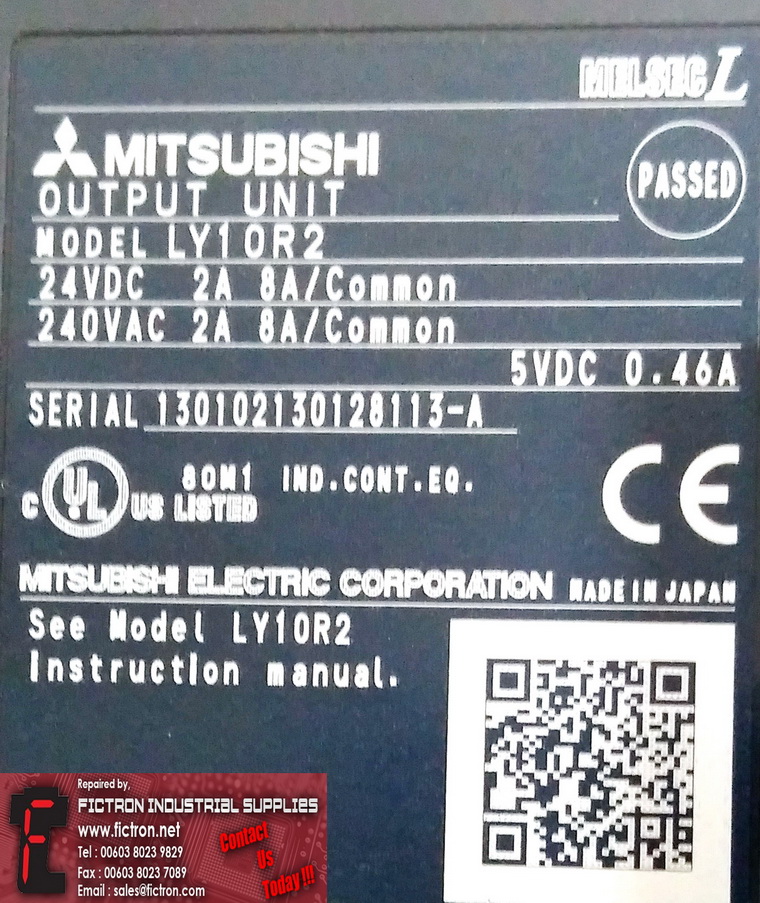 MELSEC L
MITSUBISHI
PASSED
OUTPUT UNIT
MODEL LY10R2
24VDC 2A 8A/Common
240VAC 2A 8A/Common
5VDC 0.46A
SERIAL 130102130128113-A
C UL US LISTED
80M1 IND.CONT.EQ.
CE
MITSUBISHI ELECTRIC CORPORATION MADE IN JAPAN
See Model LY10R2
Instruction manual.
Repaired by,
FICTRON INDUSTRIAL SUPPLIES
www.fictron.net
Tel : 00603 8023 9829
Fax : 00603 8023 7089
Email : sales@fictron.com
Contact
Us
Today !!!